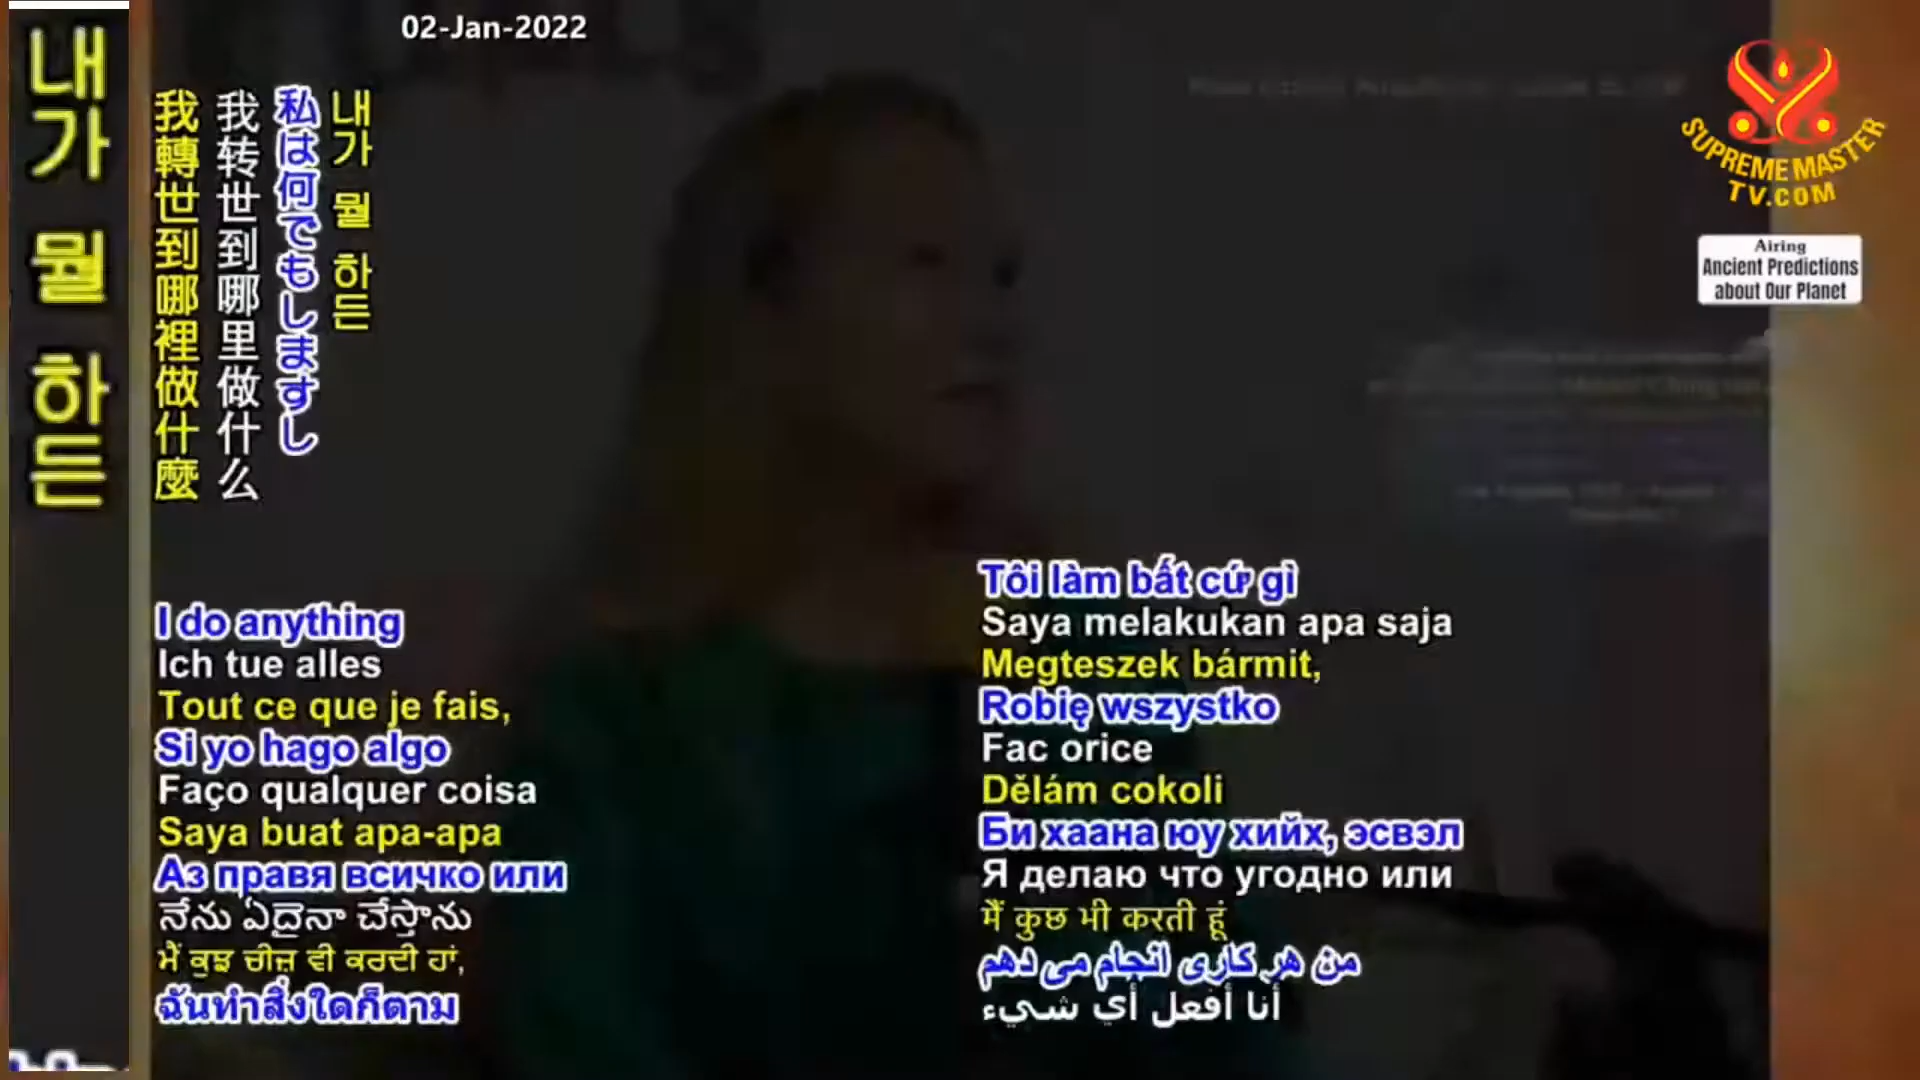 내가 뭘 하든
02-Jan-2022
SUPREME MASTER
TV.COM
Airing
Ancient Predictions
about Our Planet
내가 뭘 하든
私は何でもしますし
我转世到哪里做什么
我轉世到哪裡做什麼
I do anything
Ich tue alles
Tout ce que je fais,
Si yo hago algo
Faço qualquer coisa
Saya buat apa-apa
Аз правя всичко или
నేను ఏదైనా చేస్తాను
ਮੈਂ ਕੁਝ ਚੀਜ਼ ਵੀ ਕਰਦੀ ਹਾਂ,
ฉันทำสิ่งใดก็ตาม
Tôi làm bất cứ gì
Saya melakukan apa saja
Megteszek bármit,
Robię wszystko
Fac orice
Dělám cokoli
Би хаана юу хийх, эсвэл
Я делаю что угодно или
मैं कुछ भी करती हूं
من هر کاری انجام می دهم
أنا أفعل أي شيء